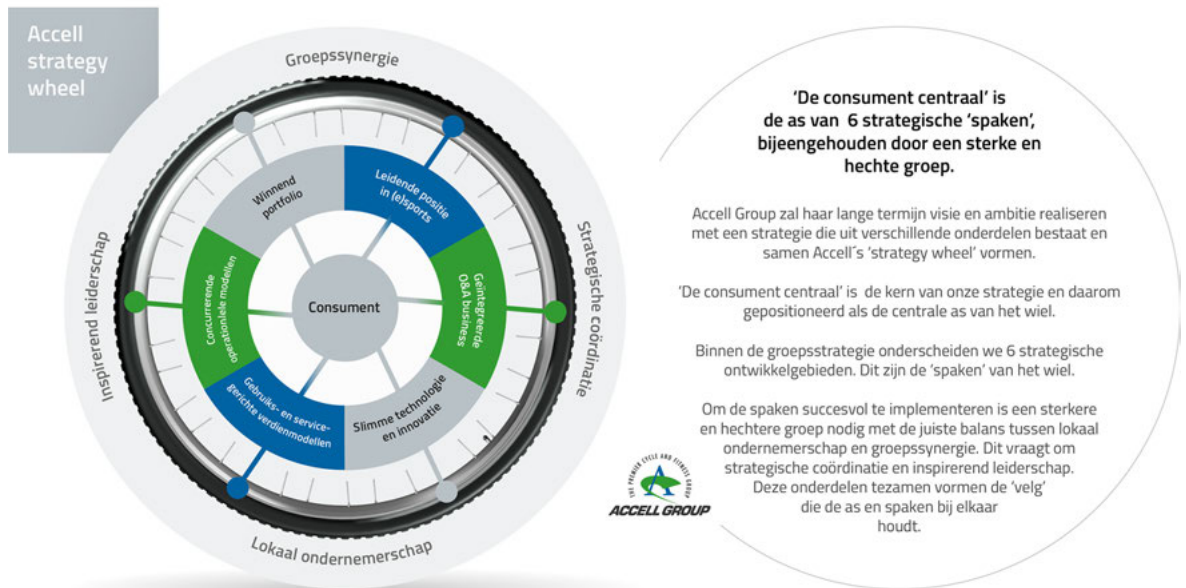 Accell
strategy
wheel
Groepssynergie
Strategische coördinatie
Lokaal ondernemerschap
Inspirerend leiderschap
Winnend
portfolio
Leidende positie
in (e)sports
Geïntegreerde
O&A business
Slimme technologie
en innovatie
Gebruiks- en service-
gerichte verdienmodellen
Concurrerende
operationlele modellen
Consument
‘De consument centraal’ is
de as van 6 strategische ‘spaken’,
bijeengehouden door een sterke en
hechte groep.
Accell Group zal haar lange termijn visie en ambitie realiseren
met een strategie die uit verschillende onderdelen bestaat en
samen Accell´s ‘strategy wheel’ vormen.
‘De consument centraal’ is de kern van onze strategie en daarom
gepositioneerd als de centrale as van het wiel.
Binnen de groepsstrategie onderscheiden we 6 strategische
ontwikkelgebieden. Dit zijn de ‘spaken’ van het wiel.
Om de spaken succesvol te implementeren is een sterkere
en hechtere groep nodig met de juiste balans tussen lokaal
ondernemerschap en groepssynergie. Dit vraagt om
strategische coördinatie en inspirerend leiderschap.
Deze onderdelen tezamen vormen de ‘velg’
die de as en spaken bij elkaar
houdt.
THE PREMIER CYCLE AND FITNESS GROUP
ACCELL GROUP